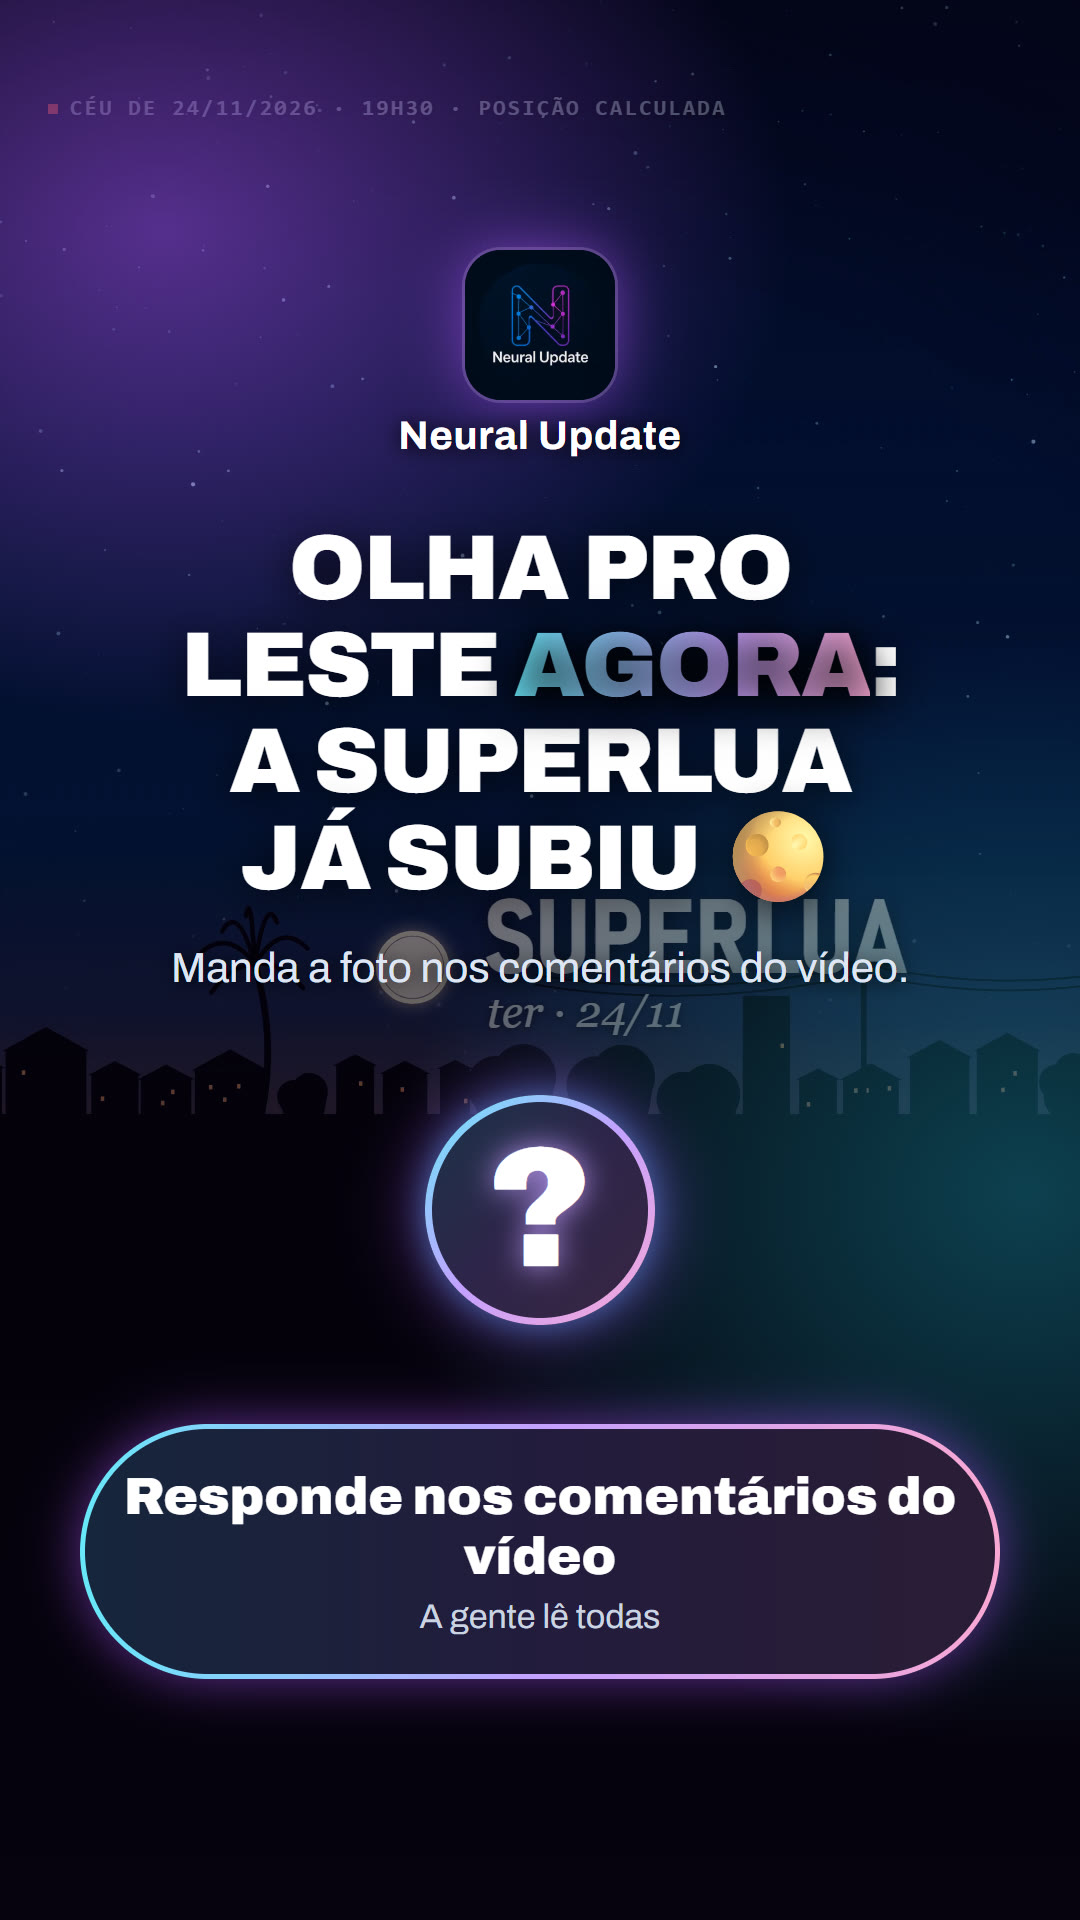 CÉU DE 24/11/2026 · 19H30 · POSIÇÃO CALCULADA
Neural Update
Neural Update
OLHA PRO
LESTE AGORA:
A SUPERLUA
JÁ SUBIU
SUPERLUA
Manda a foto nos comentários do vídeo.
ter · 24/11
?
Responde nos comentários do
vídeo
A gente lê todas